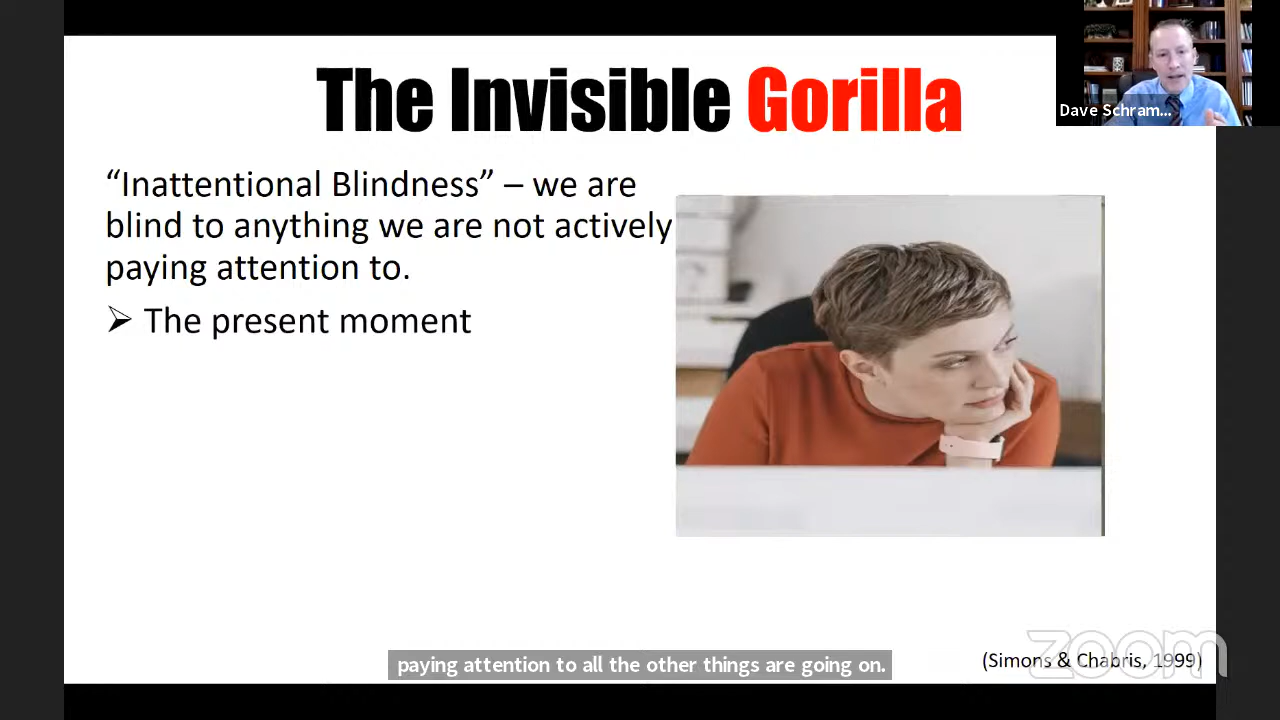 The Invisible Gorilla
Dave Schram...
“Inattentional Blindness” – we are
blind to anything we are not actively
paying attention to.
➢ The present moment
paying attention to all the other things are going on.
(Simons & Chabris, 1999)
zoom